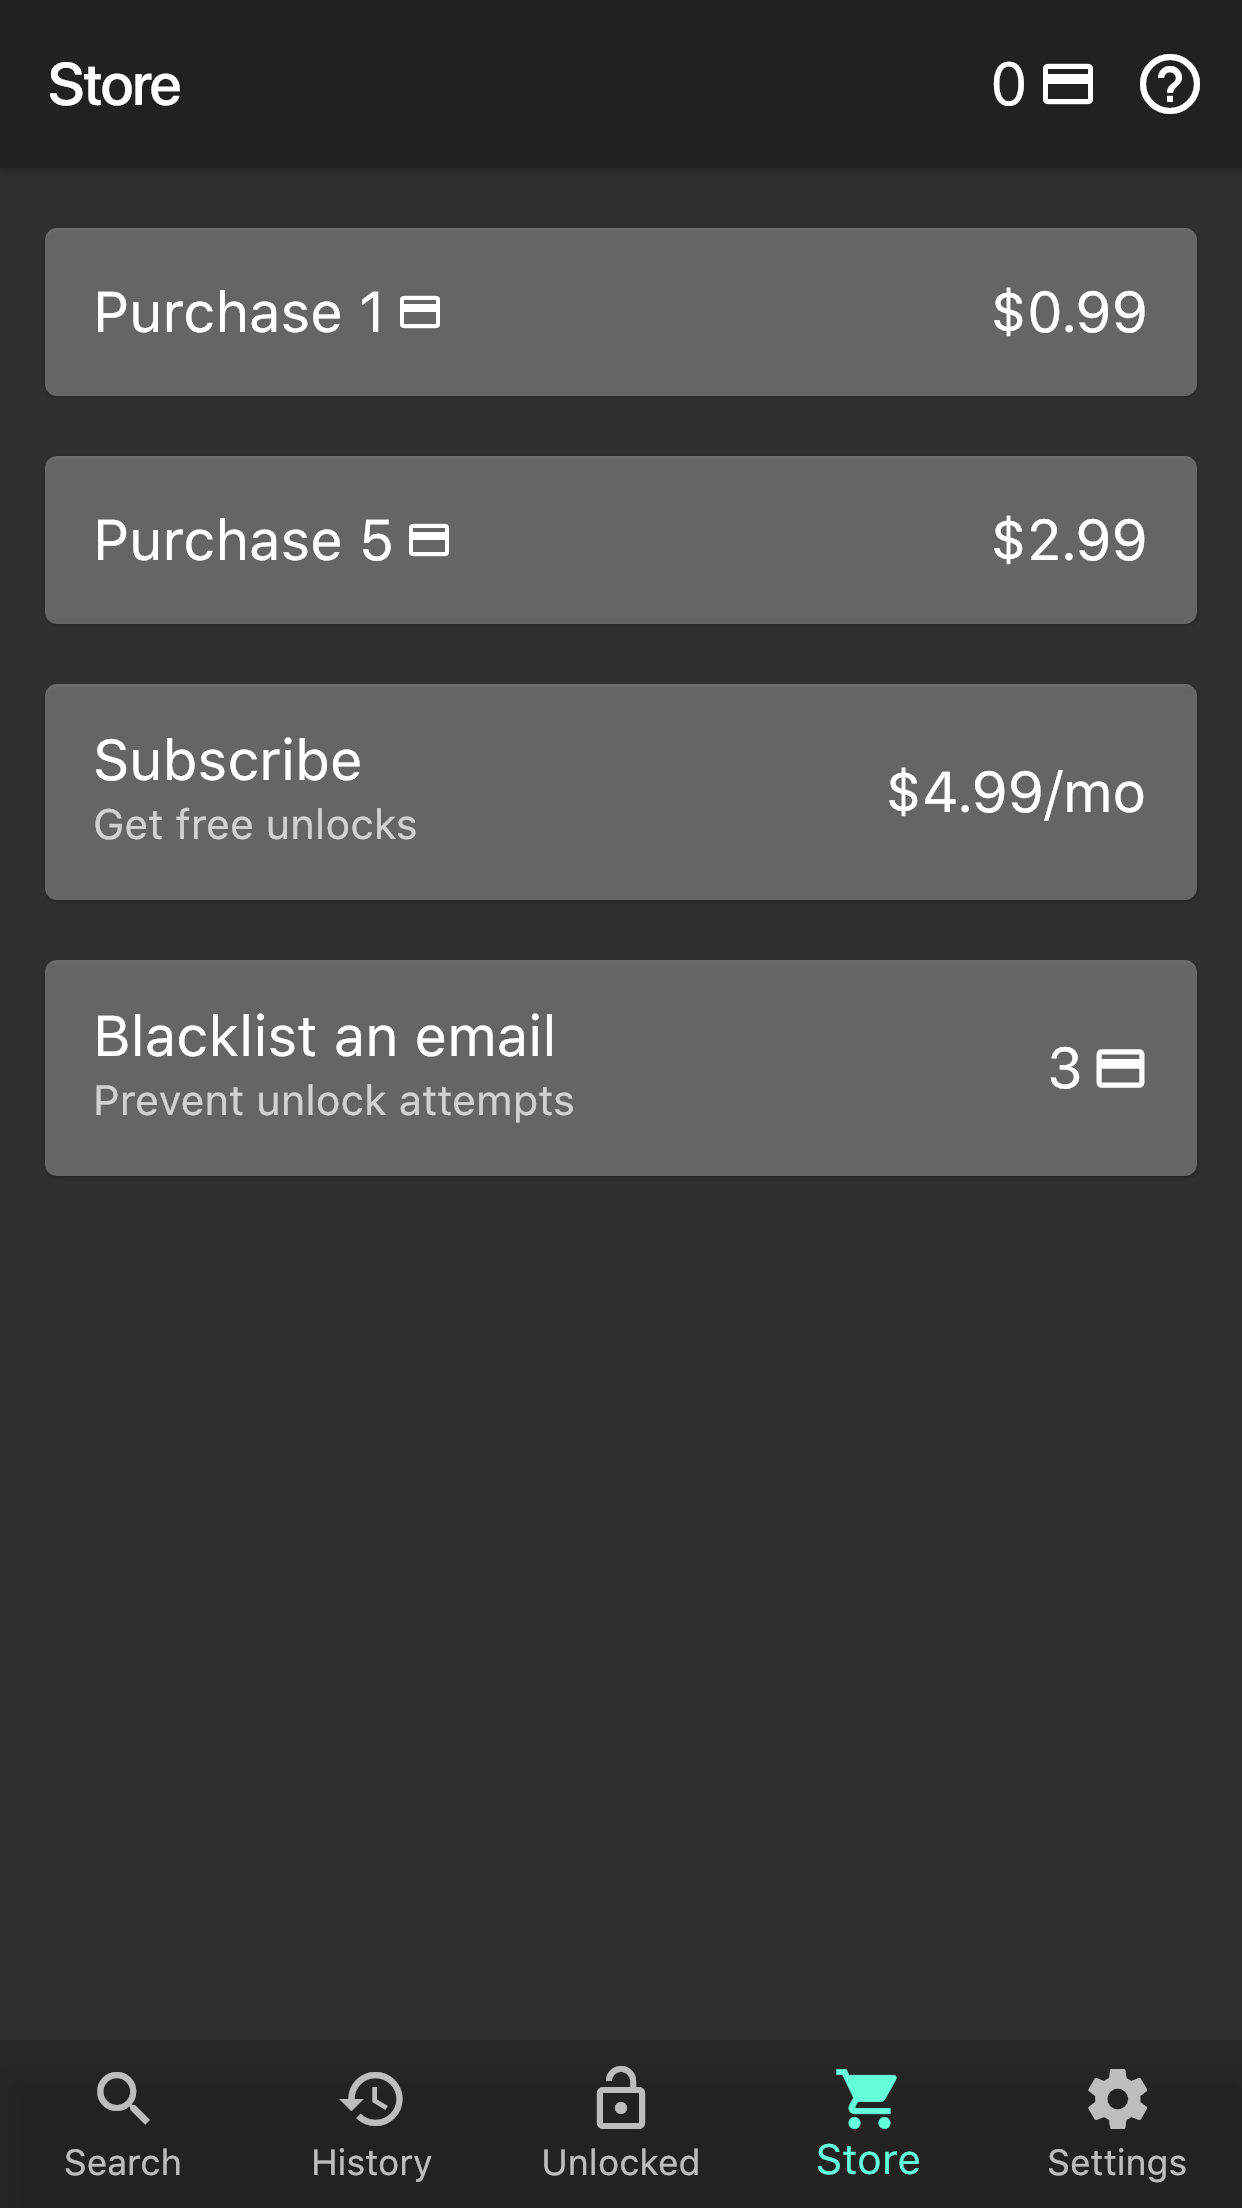 Store
0
Purchase 1
$0.99
Purchase 5
$2.99
Subscribe
Get free unlocks
$4.99/mo
Blacklist an email
Prevent unlock attempts
3
Search
History
Unlocked
Store
Settings